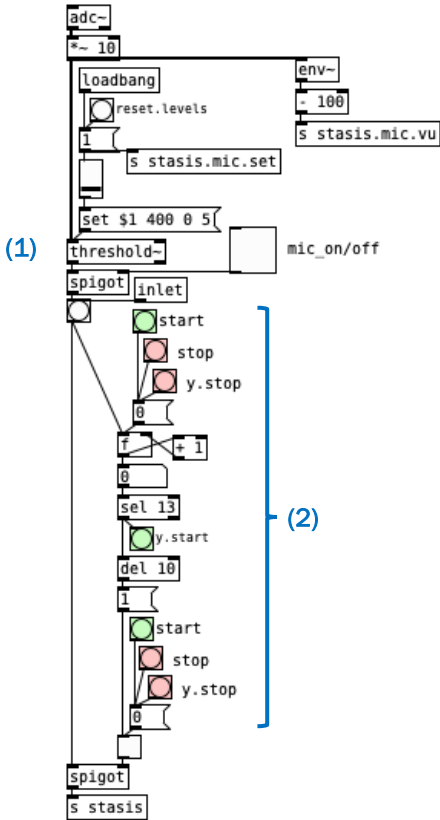 adc~
*~ 10
env~
loadbang
- 100
reset.levels
s stasis.mic.vu
1
s stasis.mic.set
set $1 400 0 5
(1)
threshold~
mic_on/off
spigot
inlet
start
stop
y.stop
0
f
+ 1
0
sel 13
(2)
y.start
del 10
1
start
stop
y.stop
0
spigot
s stasis